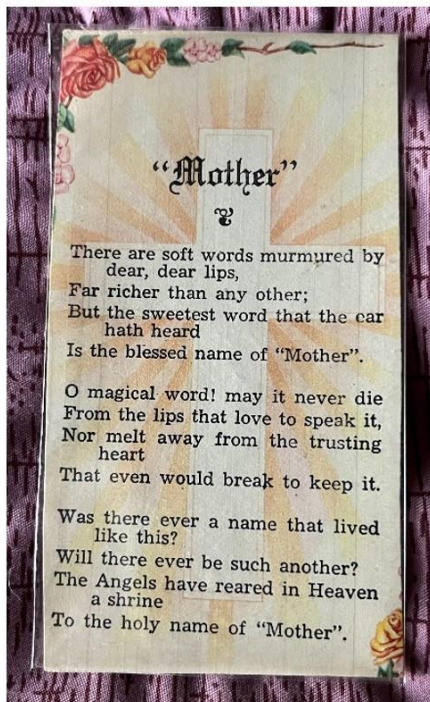 “Mother”
There are soft words murmured by
dear, dear lips,
Far richer than any other;
But the sweetest word that the ear
hath heard
Is the blessed name of “Mother”.
O magical word! may it never die
From the lips that love to speak it,
Nor melt away from the trusting
heart
That even would break to keep it.
Was there ever a name that lived
like this?
Will there ever be such another?
The Angels have reared in Heaven
a shrine
To the holy name of “Mother”.